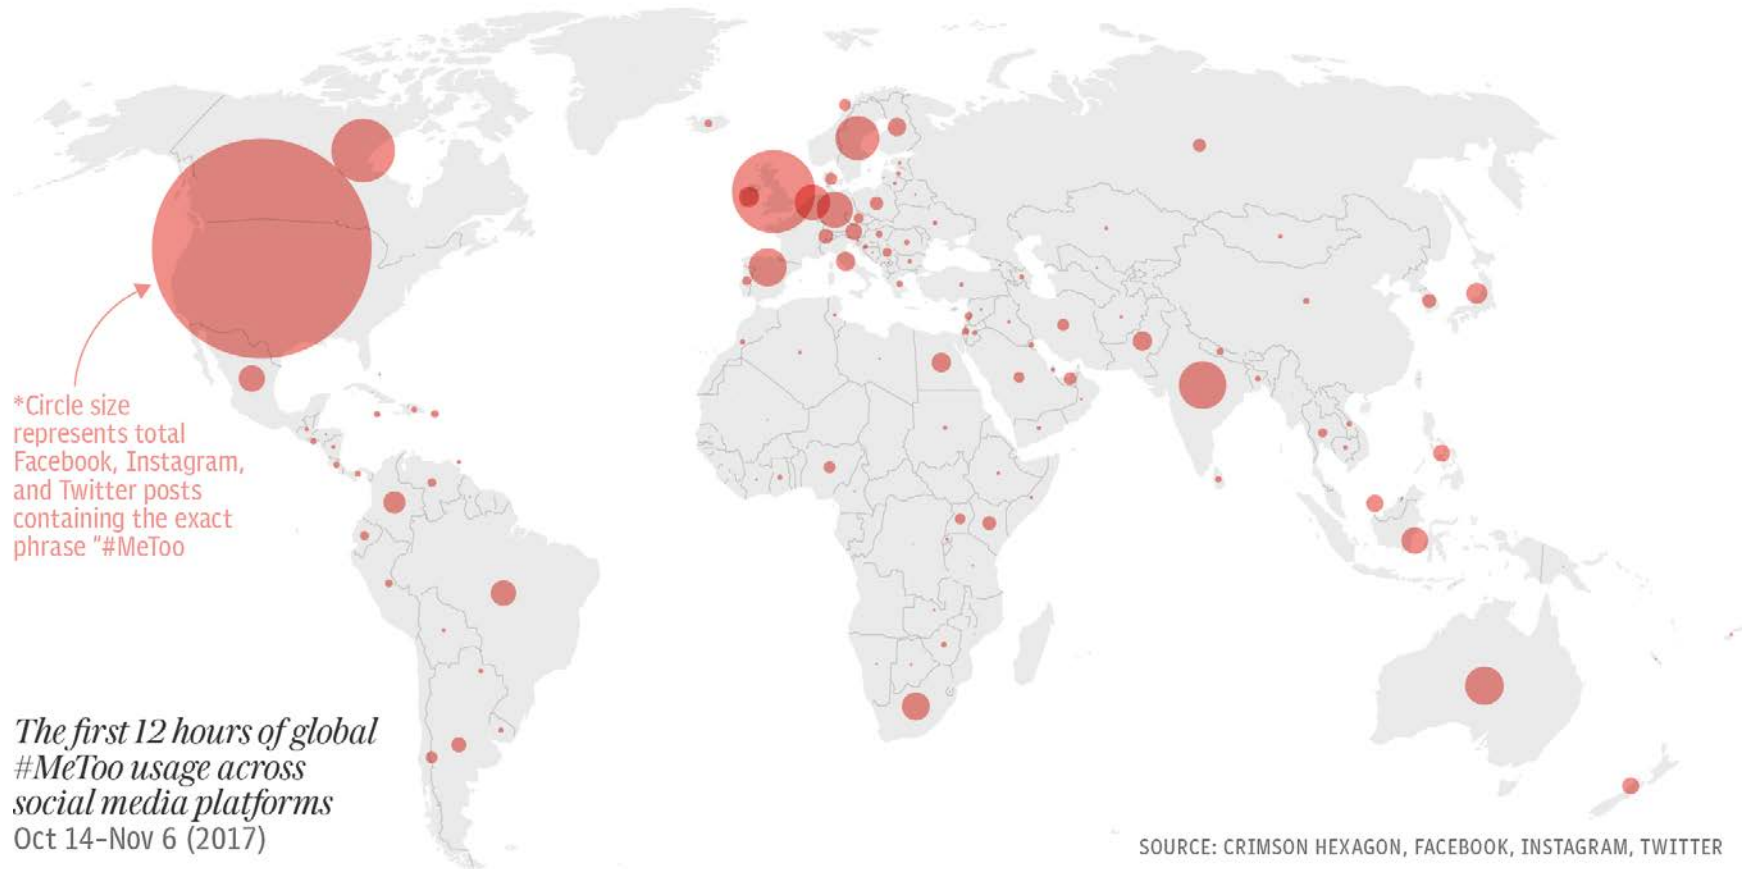 *Circle size
represents total
Facebook, Instagram,
and Twitter posts
containing the exact
phrase "#MeToo
The first 12 hours of global
#MeToo usage across
social media platforms
Oct 14–Nov 6 (2017)
SOURCE: CRIMSON HEXAGON, FACEBOOK, INSTAGRAM, TWITTER